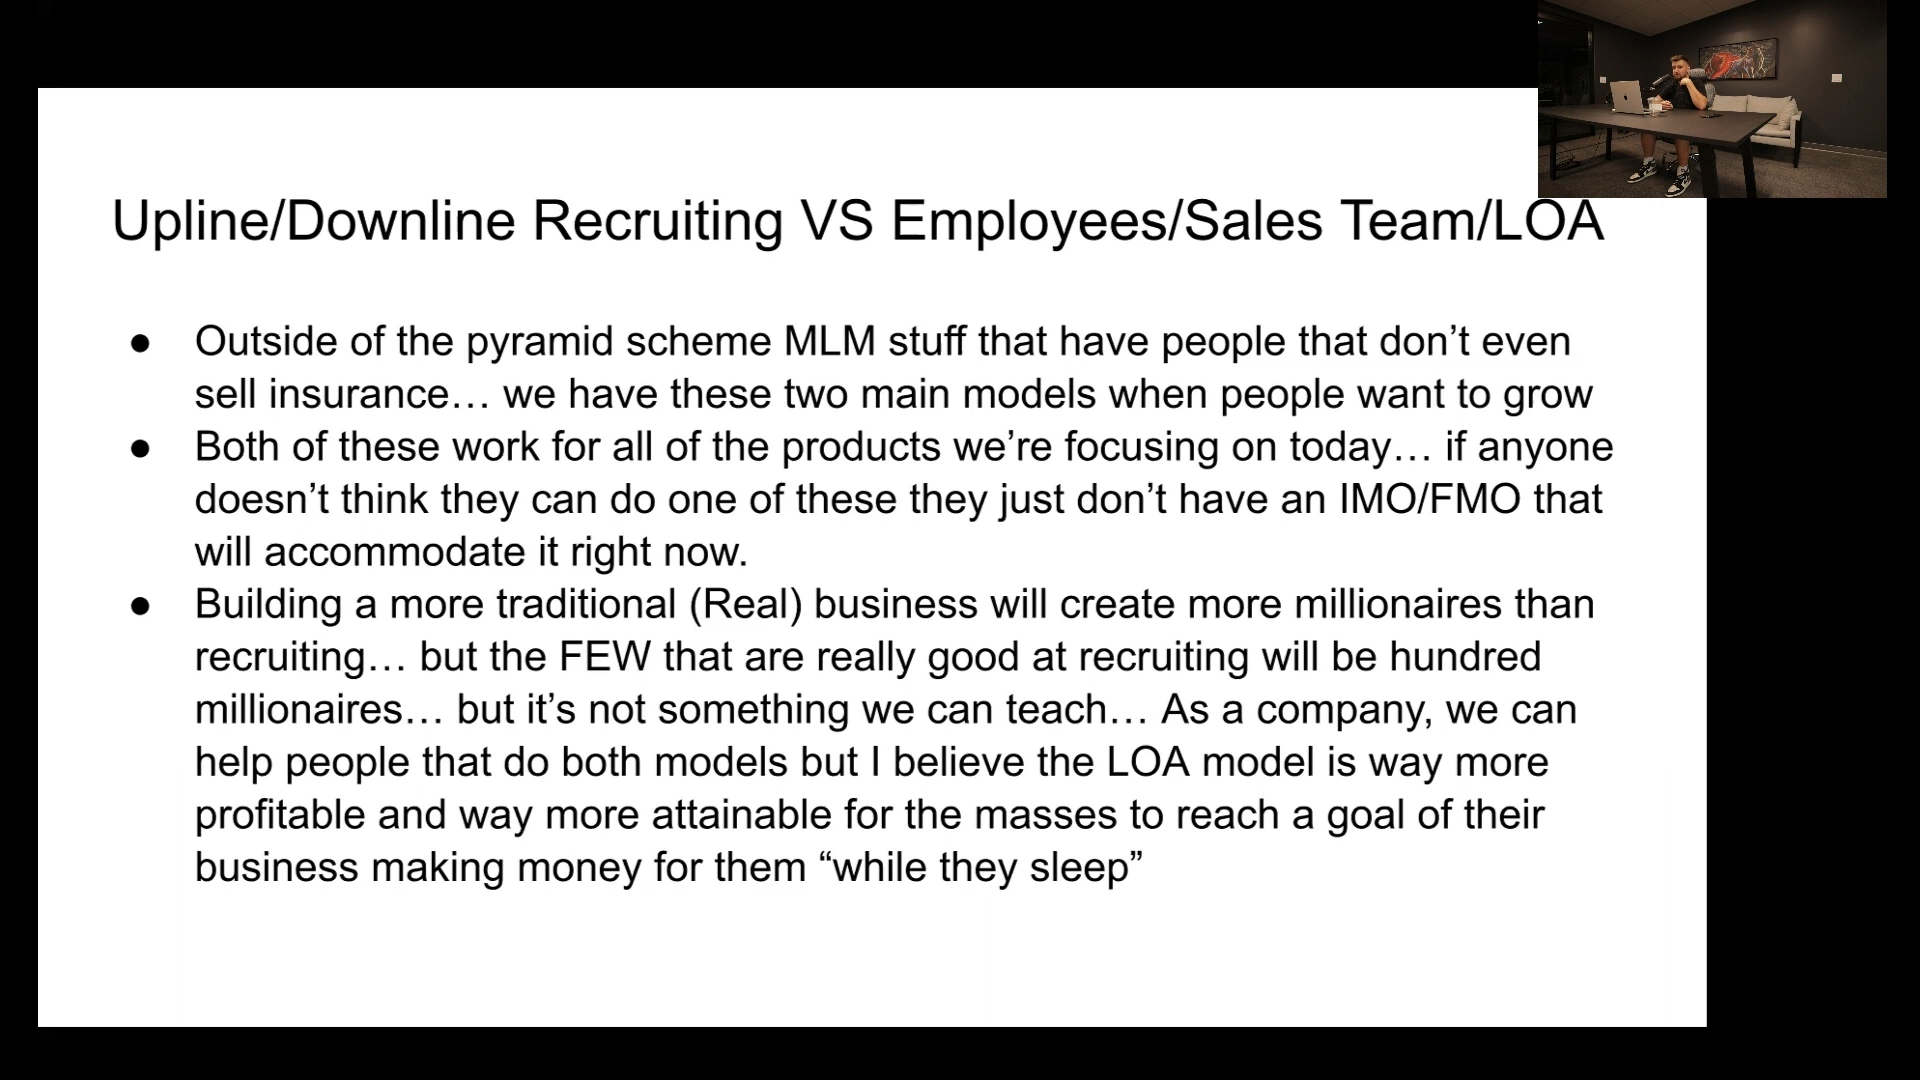 Upline/Downline Recruiting VS Employees/Sales Team/LOA
● Outside of the pyramid scheme MLM stuff that have people that don’t even
sell insurance… we have these two main models when people want to grow
● Both of these work for all of the products we’re focusing on today… if anyone
doesn’t think they can do one of these they just don’t have an IMO/FMO that
will accommodate it right now.
● Building a more traditional (Real) business will create more millionaires than
recruiting… but the FEW that are really good at recruiting will be hundred
millionaires… but it’s not something we can teach… As a company, we can
help people that do both models but I believe the LOA model is way more
profitable and way more attainable for the masses to reach a goal of their
business making money for them “while they sleep”